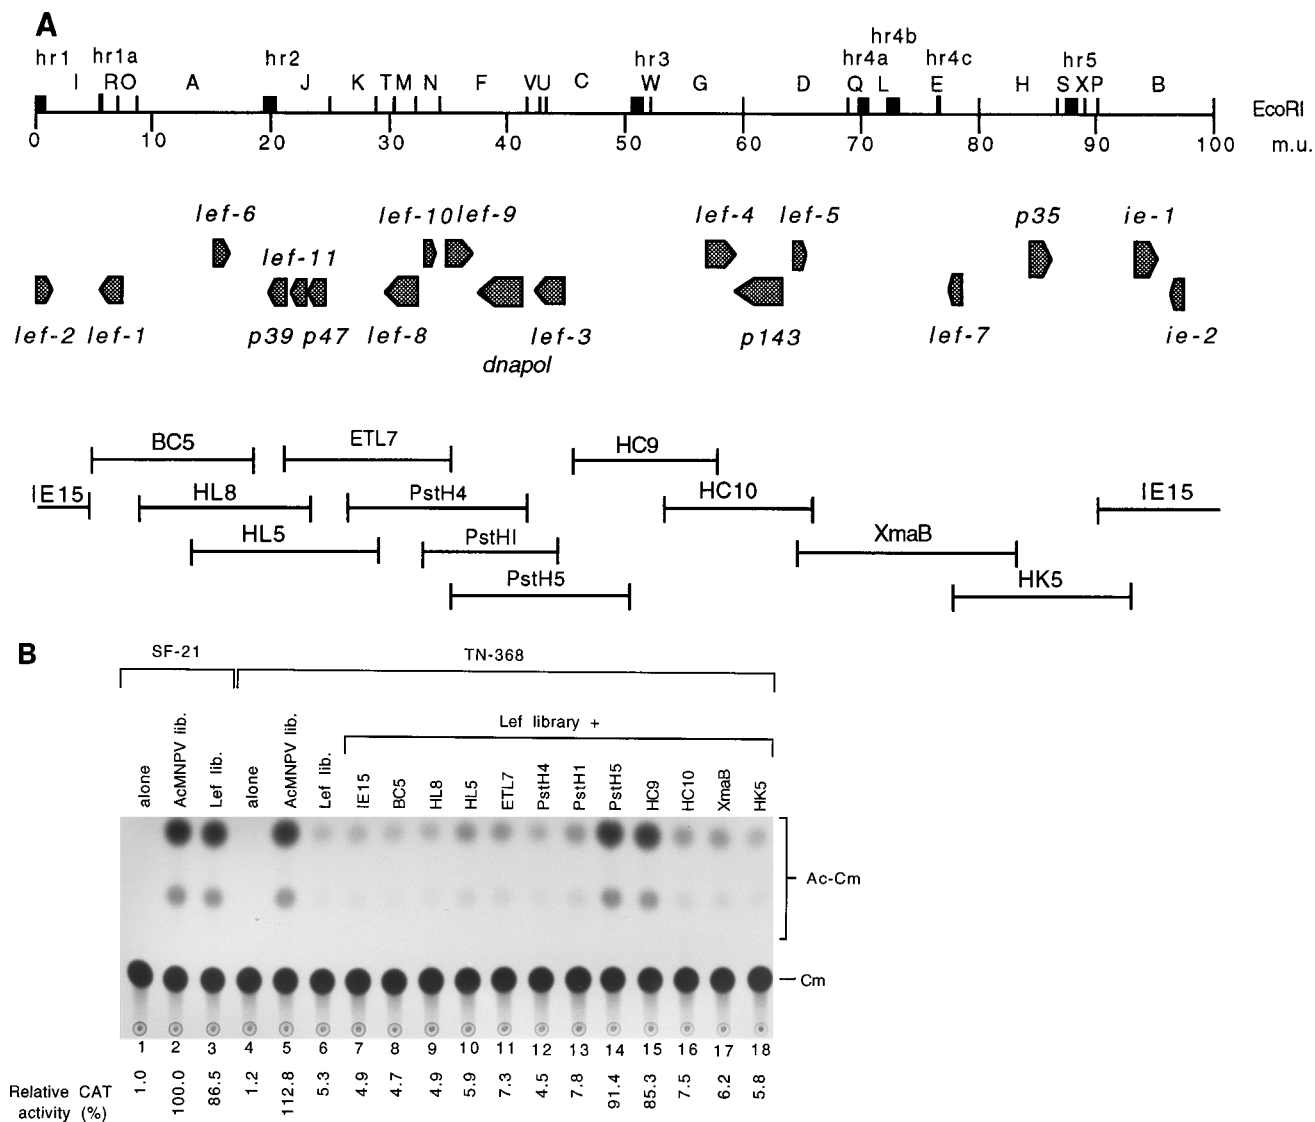 A
hr1 hr1a hr2 hr3 hr4a hr4b hr4c hr5
I R O A J K T M N F V U C W G D Q L E H S X P B
EcoRI
0 10 20 30 40 50 60 70 80 90 100 m.u.
lef-6 lef-10 lef-9 lef-4 lef-5 p35 ie-1
lef-11
lef-2 lef-1 p39 p47 lef-8 lef-3 p143 lef-7 ie-2
dnapol
BC5 ETL7 HC9
IE15 HL8 PstH4 HC10 IE15
HL5 PstHI XmaB
PstH5 HK5
B
SF-21 TN-368
Lef library +
alone
AcMNPV lib.
Lef lib.
alone
AcMNPV lib.
Lef lib.
IE15
BC5
HL8
HL5
ETL7
PstH4
PstH1
PstH5
HC9
HC10
XmaB
HK5
Ac-Cm
Cm
1 2 3 4 5 6 7 8 9 10 11 12 13 14 15 16 17 18
Relative CAT
activity (%)
1.0 100.0 86.5 1.2 112.8 5.3 4.9 4.7 4.9 5.9 7.3 4.5 7.8 91.4 85.3 7.5 6.2 5.8